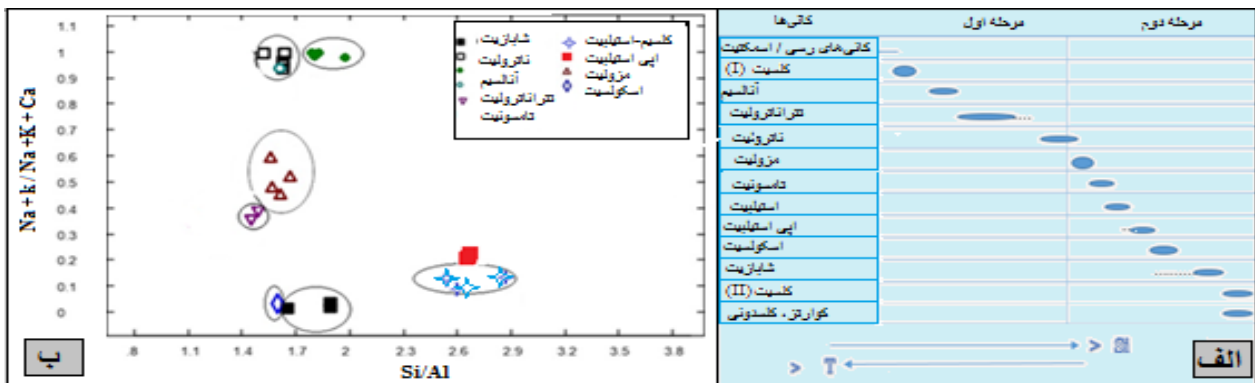 کانی‌ها مرحله اول مرحله دوم
کانی‌های رسی / اسمکتیت
کلسیت (I)
آنالسیم
تتراناترولیت
ناترولیت
مزولیت
تامسونیت
استیلبیت
اپی استیلبیت
اسکولسیت
شابازیت
کلسیت (II)
کوارتز، کلسدونی
> Si
> T
الف
Na + k / Na+K + Ca
1.1
1
0.9
0.8
0.7
0.6
0.5
0.4
0.3
0.2
0.1
0
.8 1.1 1.4 1.7 2 2.3 2.6 2.9 3.2 3.5 3.8
Si/Al
شابازیت
ناترولیت
آنالسیم
تتراناترولیت
تامسونیت
کلسیم-استیلبیت
اپی استیلبیت
مزولیت
اسکولسیت
ب